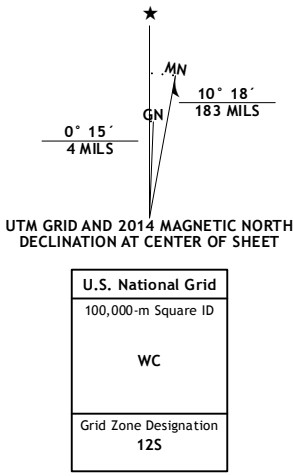 ★
MN
10° 18´
183 MILS
GN
0° 15´
4 MILS
UTM GRID AND 2014 MAGNETIC NORTH
DECLINATION AT CENTER OF SHEET
U.S. National Grid
100,000-m Square ID
WC
Grid Zone Designation
12S